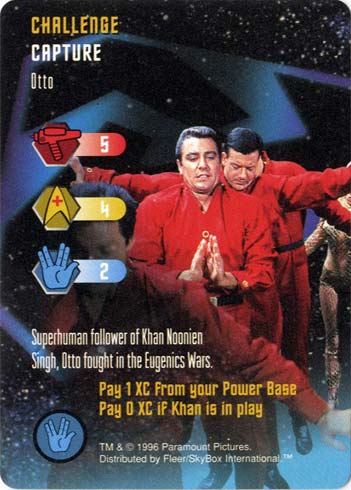 CHALLENGE
CAPTURE
Otto
5
4
2
Superhuman follower of Khan Noonien
Singh, Otto fought in the Eugenics Wars.
Pay 1 XC From your Power Base
Pay 0 XC if Khan is in play
TM & © 1996 Paramount Pictures.
Distributed by Fleer/SkyBox International.™